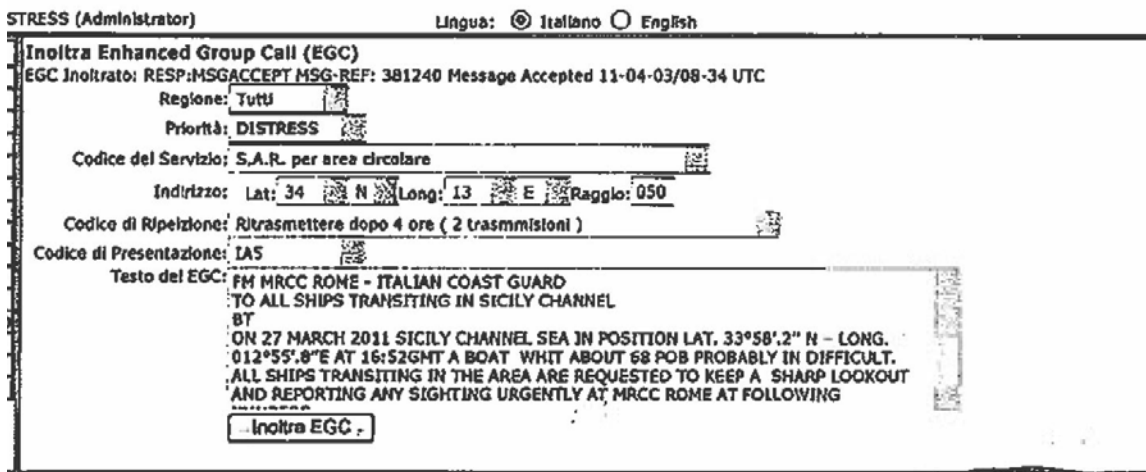 STRESS (Administrator) Lingua: Italiano English
Inoltra Enhanced Group Call (EGC)
EGC Inoltrato: RESP:MSGACCEPT MSG-REF: 381240 Message Accepted 11-04-03/08-34 UTC
Regione: Tutti
Priorità: DISTRESS
Codice del Servizio: S.A.R. per area circolare
Indirizzo: Lat: 34 N Long: 13 E Raggio: 050
Codice di Ripeizione: Ritrasmettere dopo 4 ore ( 2 trasmmisioni )
Codice di Presentazione: IA5
Testo del EGC: FM MRCC ROME - ITALIAN COAST GUARD
TO ALL SHIPS TRANSITING IN SICILY CHANNEL
BT
ON 27 MARCH 2011 SICILY CHANNEL SEA IN POSITION LAT. 33°58'.2" N – LONG.
012°55'.8"E AT 16:52GMT A BOAT WHIT ABOUT 68 POB PROBABLY IN DIFFICULT.
ALL SHIPS TRANSITING IN THE AREA ARE REQUESTED TO KEEP A SHARP LOOKOUT
AND REPORTING ANY SIGHTING URGENTLY AT MRCC ROME AT FOLLOWING
Inoltra EGC